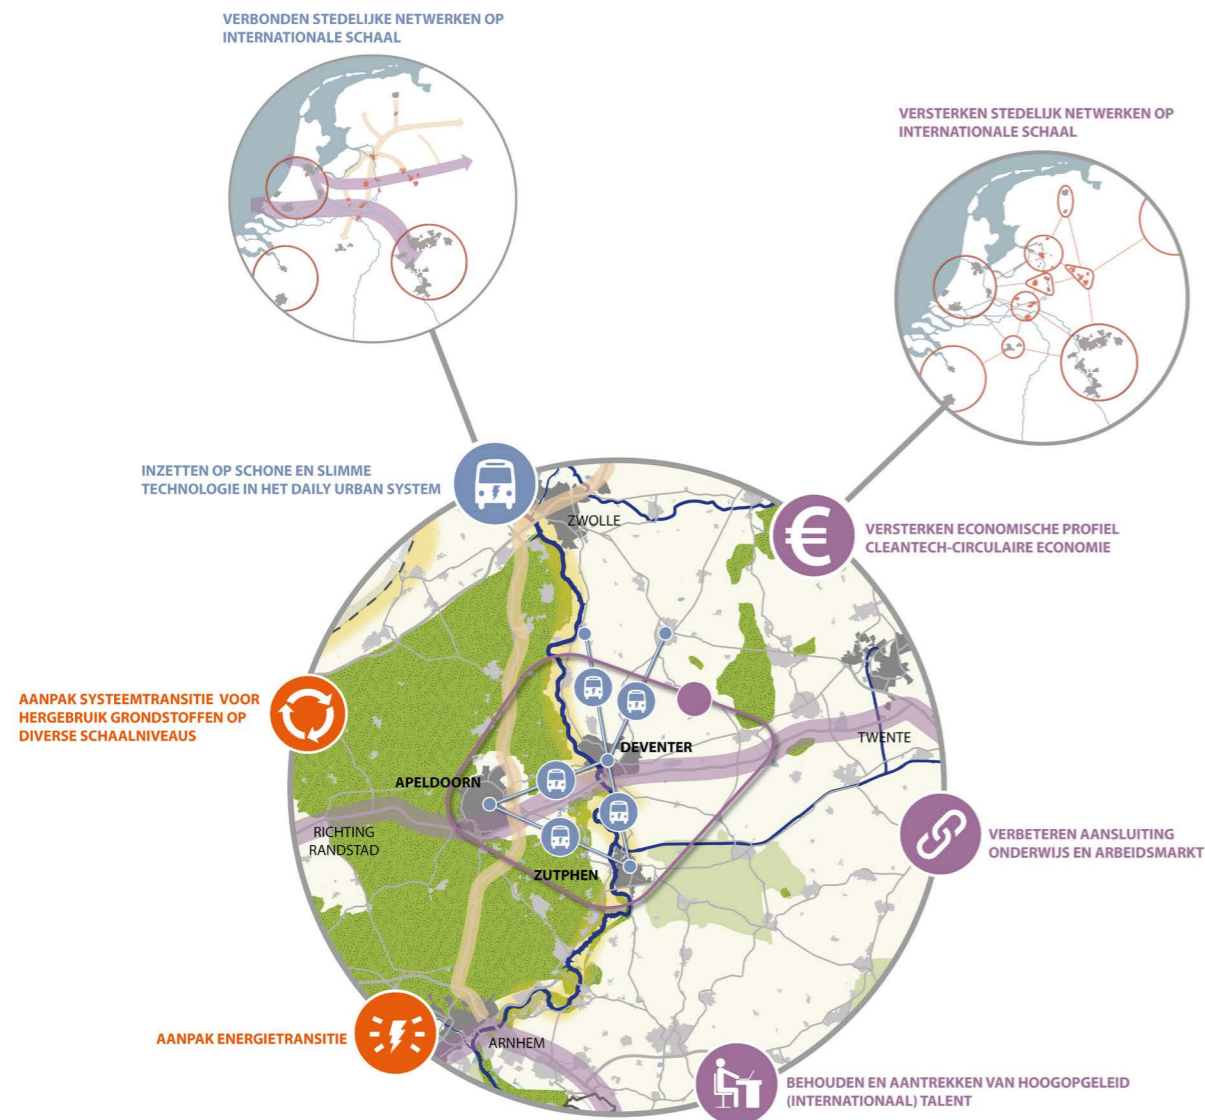 VERBONDEN STEDELIJKE NETWERKEN OP
INTERNATIONALE SCHAAL
VERSTERKEN STEDELIJK NETWERKEN OP
INTERNATIONALE SCHAAL
INZETTEN OP SCHONE EN SLIMME
TECHNOLOGIE IN HET DAILY URBAN SYSTEM
ZWOLLE
VERSTERKEN ECONOMISCHE PROFIEL
CLEANTECH-CIRCULAIRE ECONOMIE
AANPAK SYSTEEMTRANSITIE VOOR
HERGEBRUIK GRONDSTOFFEN OP
DIVERSE SCHAALNIVEAUS
TWENTE
DEVENTER
APELDOORN
RICHTING
RANDSTAD
VERBETEREN AANSLUITING
ONDERWIJS EN ARBEIDSMARKT
ZUTPHEN
AANPAK ENERGIETRANSITIE
ARNHEM
BEHOUDEN EN AANTREKKEN VAN HOOGOPGELEID
(INTERNATIONAAL) TALENT